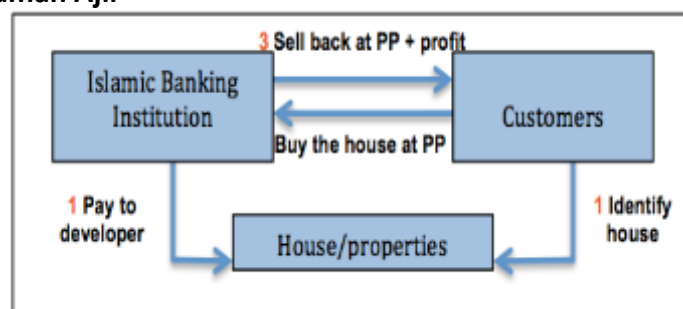 3 Sell back at PP + profit
Islamic Banking
Institution
Customers
Buy the house at PP
1 Pay to
developer
1 Identify
house
House/properties